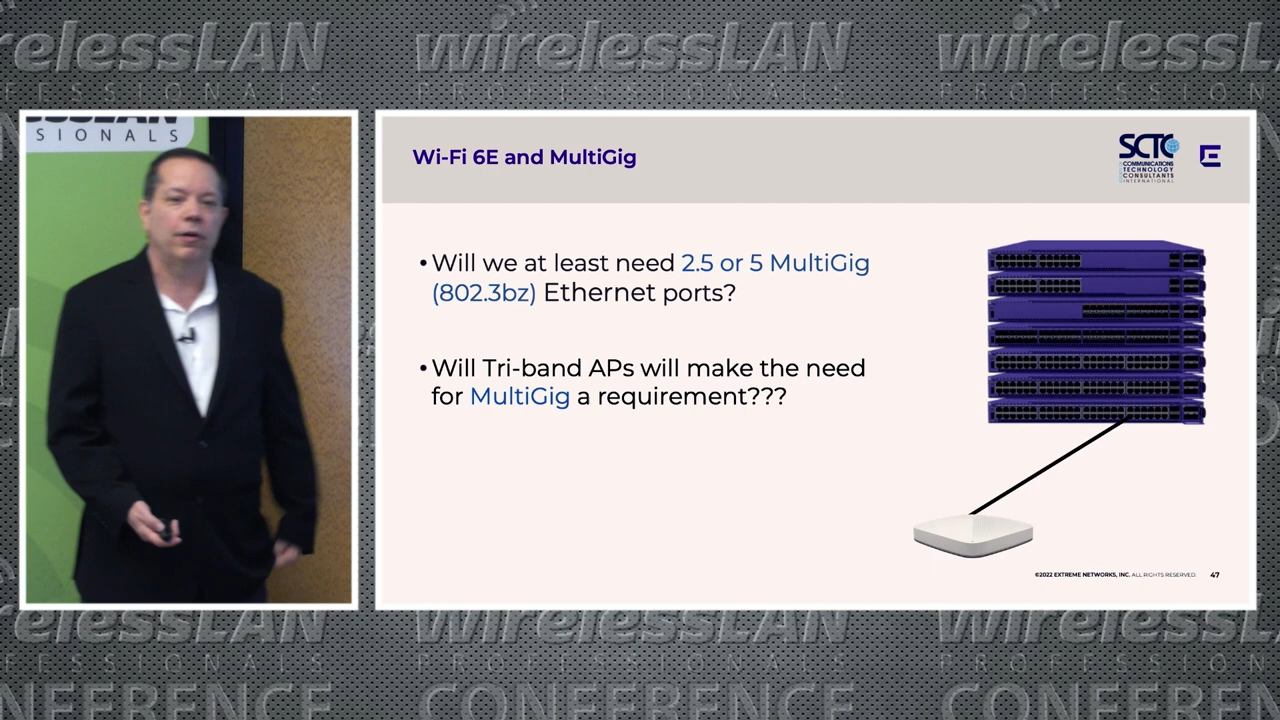 wirelessLAN
PROFESSIONALS
SIONALS
Wi-Fi 6E and MultiGig
SCTC
COMMUNICATIONS
TECHNOLOGY
CONSULTANTS
INTERNATIONAL
• Will we at least need 2.5 or 5 MultiGig
(802.3bz) Ethernet ports?
• Will Tri-band APs will make the need
for MultiGig a requirement???
©2022 EXTREME NETWORKS, INC. ALL RIGHTS RESERVED. 47
wirelessLAN
PROFESSIONALS
CONFERENCE